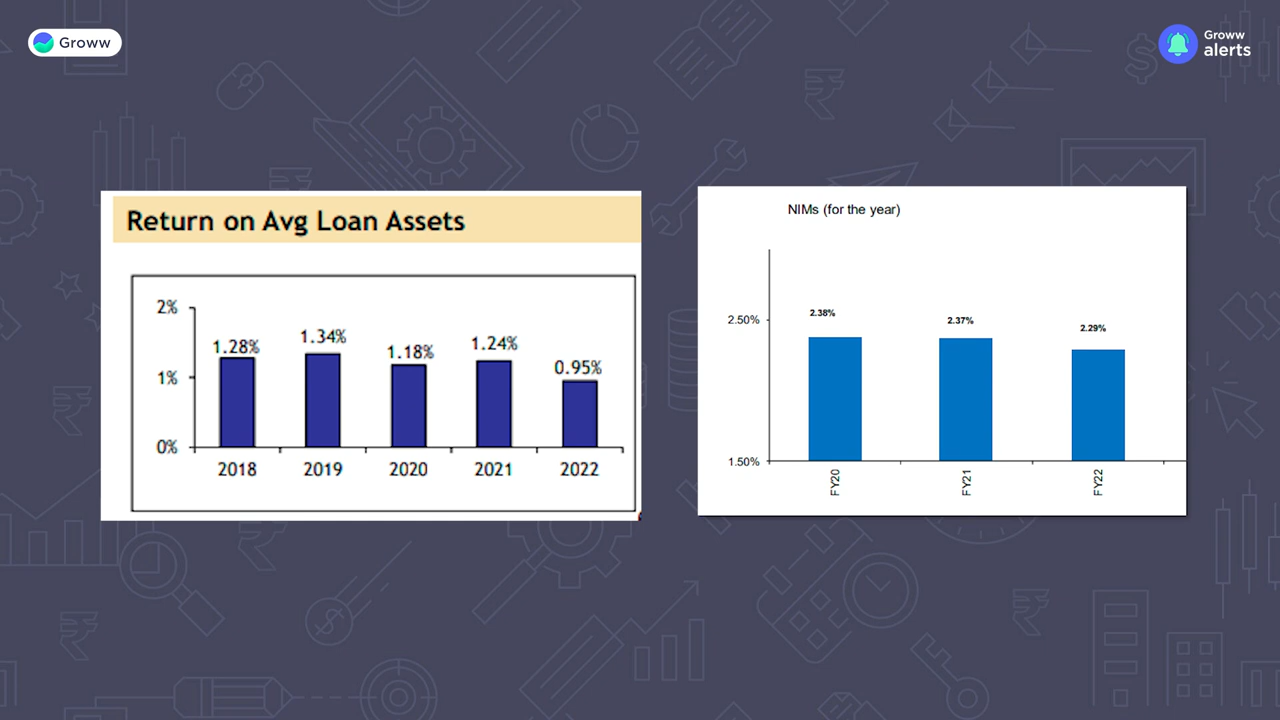 Groww
Groww
alerts
Return on Avg Loan Assets
2%
1%
0%
1.28%
1.34%
1.18%
1.24%
0.95%
2018
2019
2020
2021
2022
NIMs (for the year)
2.50%
1.50%
2.38%
2.37%
2.29%
FY20
FY21
FY22